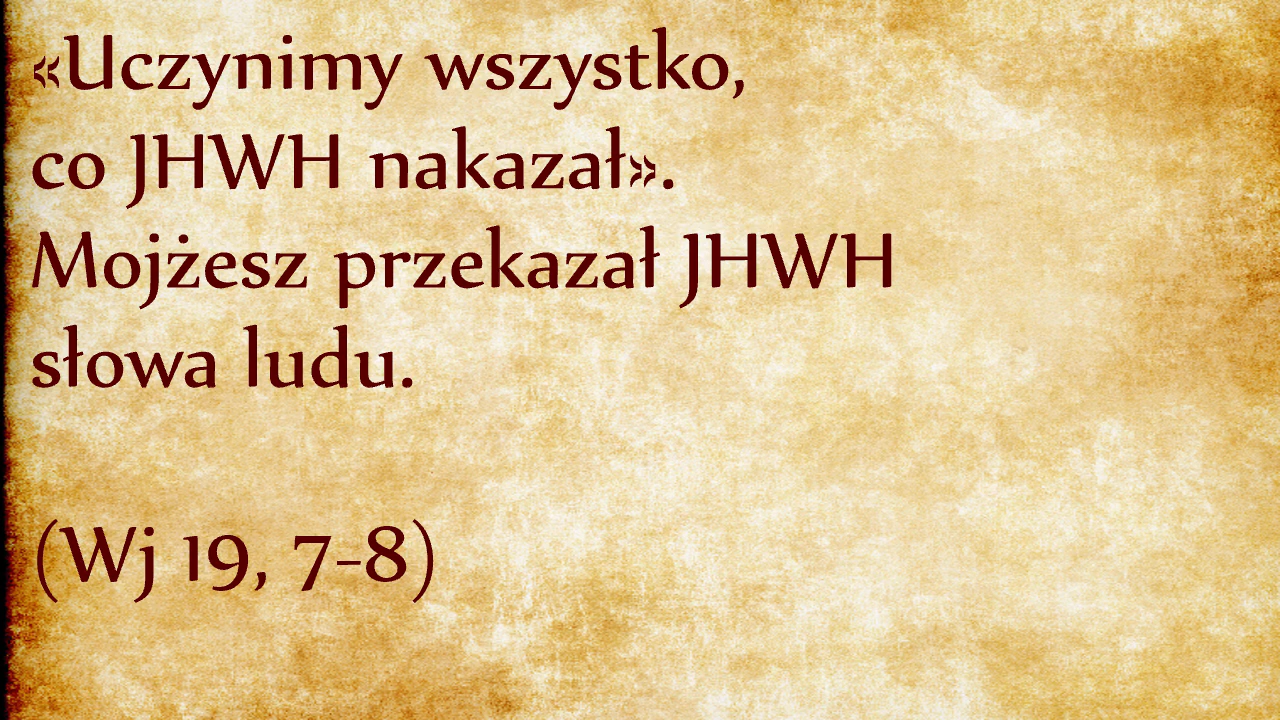 «Uczynimy wszystko,
co JHWH nakazał».
Mojżesz przekazał JHWH
słowa ludu.
(Wj 19, 7-8)